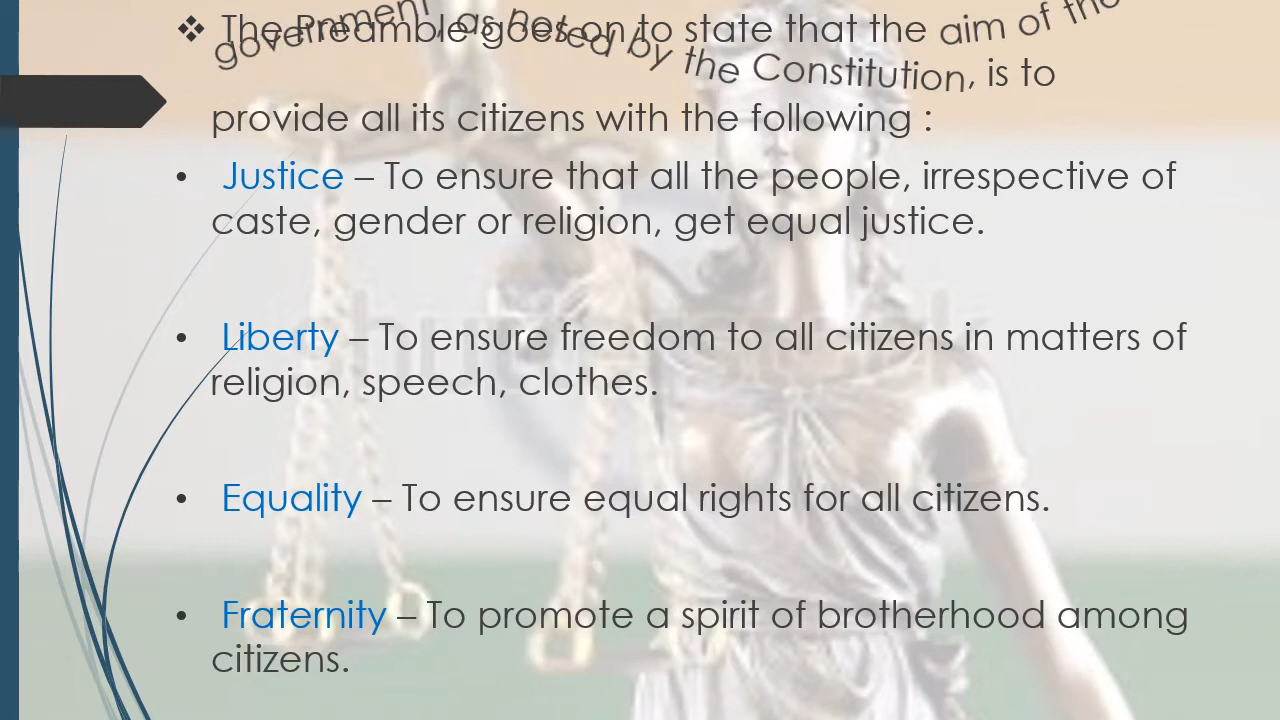 ❖ The Preamble goes on to state that the aim of the
government, as noted by the Constitution, is to
provide all its citizens with the following :
• Justice – To ensure that all the people, irrespective of
caste, gender or religion, get equal justice.
• Liberty – To ensure freedom to all citizens in matters of
religion, speech, clothes.
• Equality – To ensure equal rights for all citizens.
• Fraternity – To promote a spirit of brotherhood among
citizens.